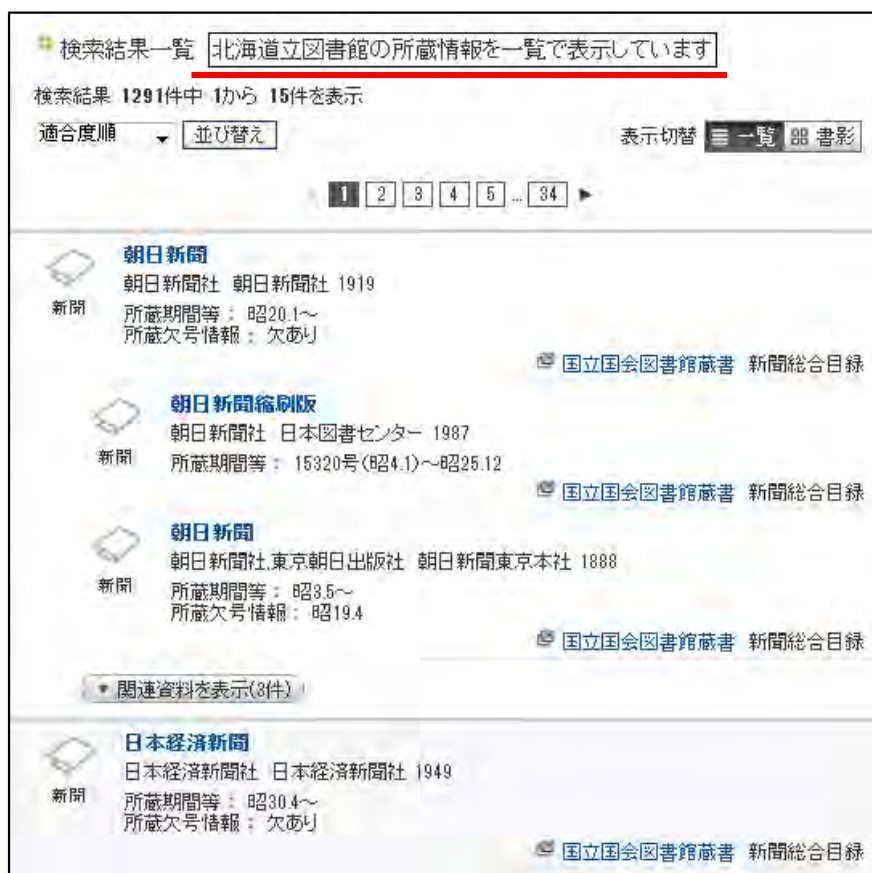 検索結果一覧 北海道立図書館の所蔵情報を一覧で表示しています
検索結果 1291件中 1から 15件を表示
適合度順 並び替え 表示切替 一覧 書影
1 2 3 4 5 … 34 ▶
朝日新聞
朝日新聞社 朝日新聞社 1919
新聞 所蔵期間等： 昭20.1～
所蔵欠号情報： 欠あり
国立国会図書館蔵書 新聞総合目録
朝日新聞縮刷版
朝日新聞社 日本図書センター 1987
新聞 所蔵期間等： 15320号(昭4.1)～昭25.12
国立国会図書館蔵書 新聞総合目録
朝日新聞
朝日新聞社,東京朝日出版社 朝日新聞東京本社 1888
新聞 所蔵期間等： 昭3.5～
所蔵欠号情報： 昭19.4
国立国会図書館蔵書 新聞総合目録
▼ 関連資料を表示(3件)
日本経済新聞
日本経済新聞社 日本経済新聞社 1949
新聞 所蔵期間等： 昭30.4～
所蔵欠号情報： 欠あり
国立国会図書館蔵書 新聞総合目録